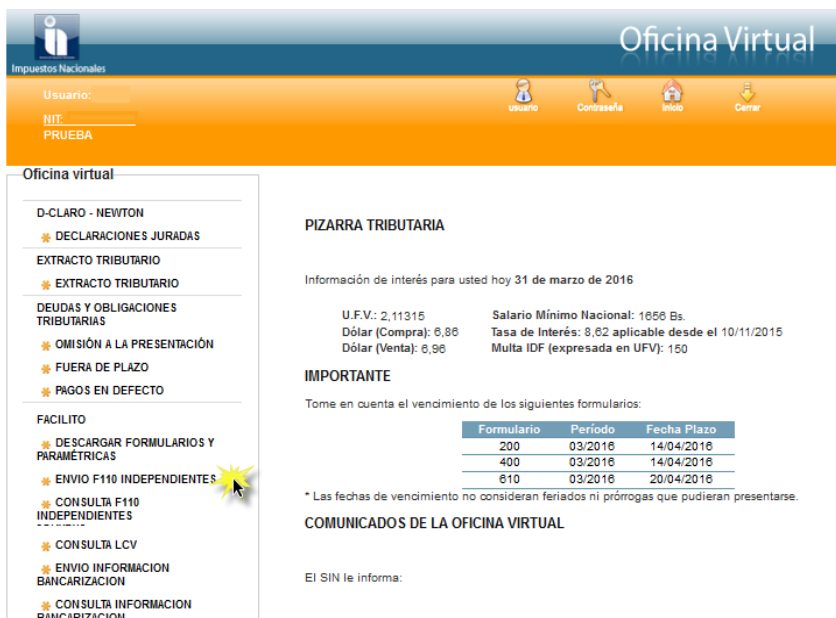 Oficina Virtual
Impuestos Nacionales
Usuario:
NIT:
PRUEBA
usuario
Contraseña
Inicio
Cerrar
Oficina virtual
D-CLARO - NEWTON
DECLARACIONES JURADAS
EXTRACTO TRIBUTARIO
EXTRACTO TRIBUTARIO
DEUDAS Y OBLIGACIONES
TRIBUTARIAS
OMISIÓN A LA PRESENTACIÓN
FUERA DE PLAZO
PAGOS EN DEFECTO
FACILITO
DESCARGAR FORMULARIOS Y
PARAMÉTRICAS
ENVIO F110 INDEPENDIENTES
CONSULTA F110
INDEPENDIENTES
CONSULTA LCV
ENVIO INFORMACION
BANCARIZACION
CONSULTA INFORMACION
BANCARIZACION
PIZARRA TRIBUTARIA
Información de interés para usted hoy 31 de marzo de 2016
U.F.V.: 2,11315 Salario Mínimo Nacional: 1656 Bs.
Dólar (Compra): 6,86 Tasa de Interés: 8,62 aplicable desde el 10/11/2015
Dólar (Venta): 6,96 Multa IDF (expresada en UFV): 150
IMPORTANTE
Tome en cuenta el vencimiento de los siguientes formularios:
Formulario Período Fecha Plazo
200 03/2016 14/04/2016
400 03/2016 14/04/2016
610 03/2016 20/04/2016
* Las fechas de vencimiento no consideran feriados ni prórrogas que pudieran presentarse.
COMUNICADOS DE LA OFICINA VIRTUAL
El SIN le informa: